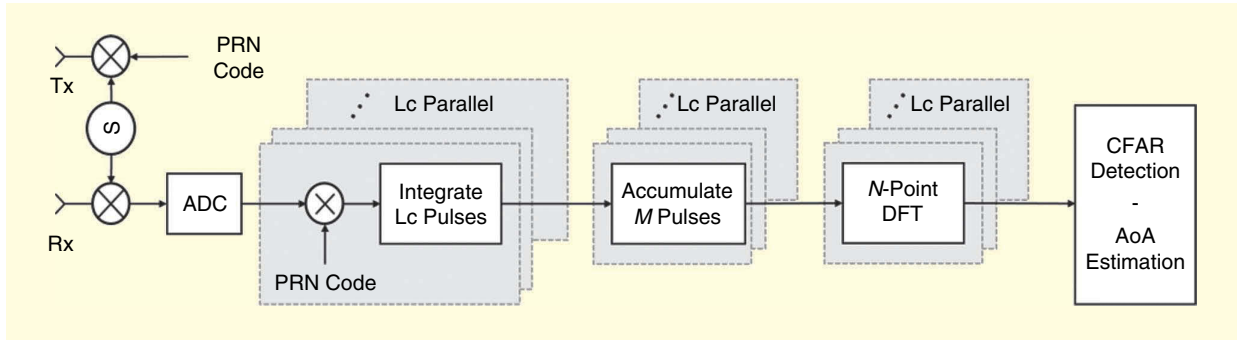 PRN
Code
Tx
S
Rx
ADC
PRN Code
Integrate
Lc Pulses
Lc Parallel
Accumulate
M Pulses
Lc Parallel
N-Point
DFT
Lc Parallel
CFAR
Detection
-
AoA
Estimation